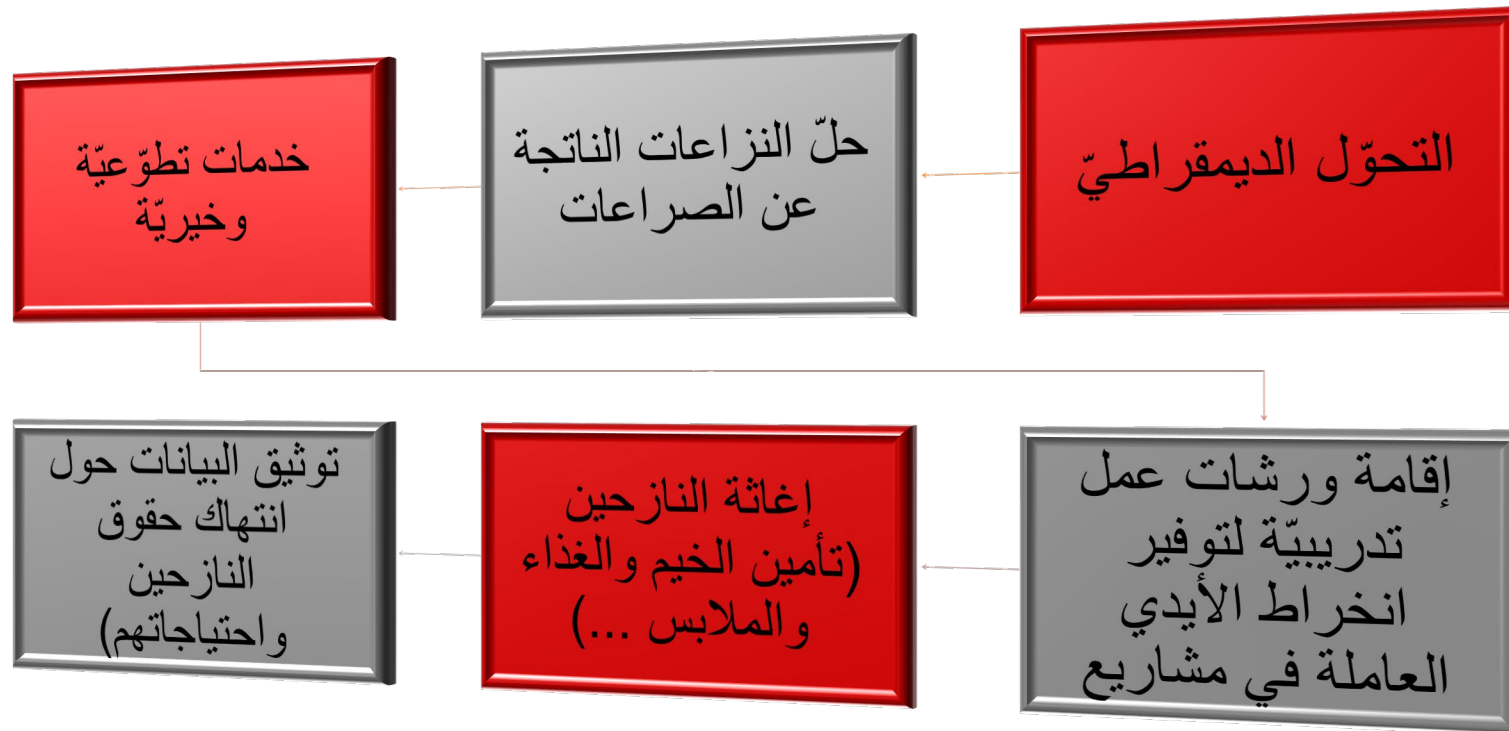 التحوّل الديمقراطيّ
حلّ النزاعات الناتجة
عن الصراعات
خدمات تطوّعيّة
وخيريّة
إقامة ورشات عمل
تدريبيّة لتوفير
انخراط الأيدي
العاملة في مشاريع
إغاثة النازحين
(تأمين الخيم والغذاء
والملابس ...)
توثيق البيانات حول
انتهاك حقوق
النازحين
واحتياجاتهم)